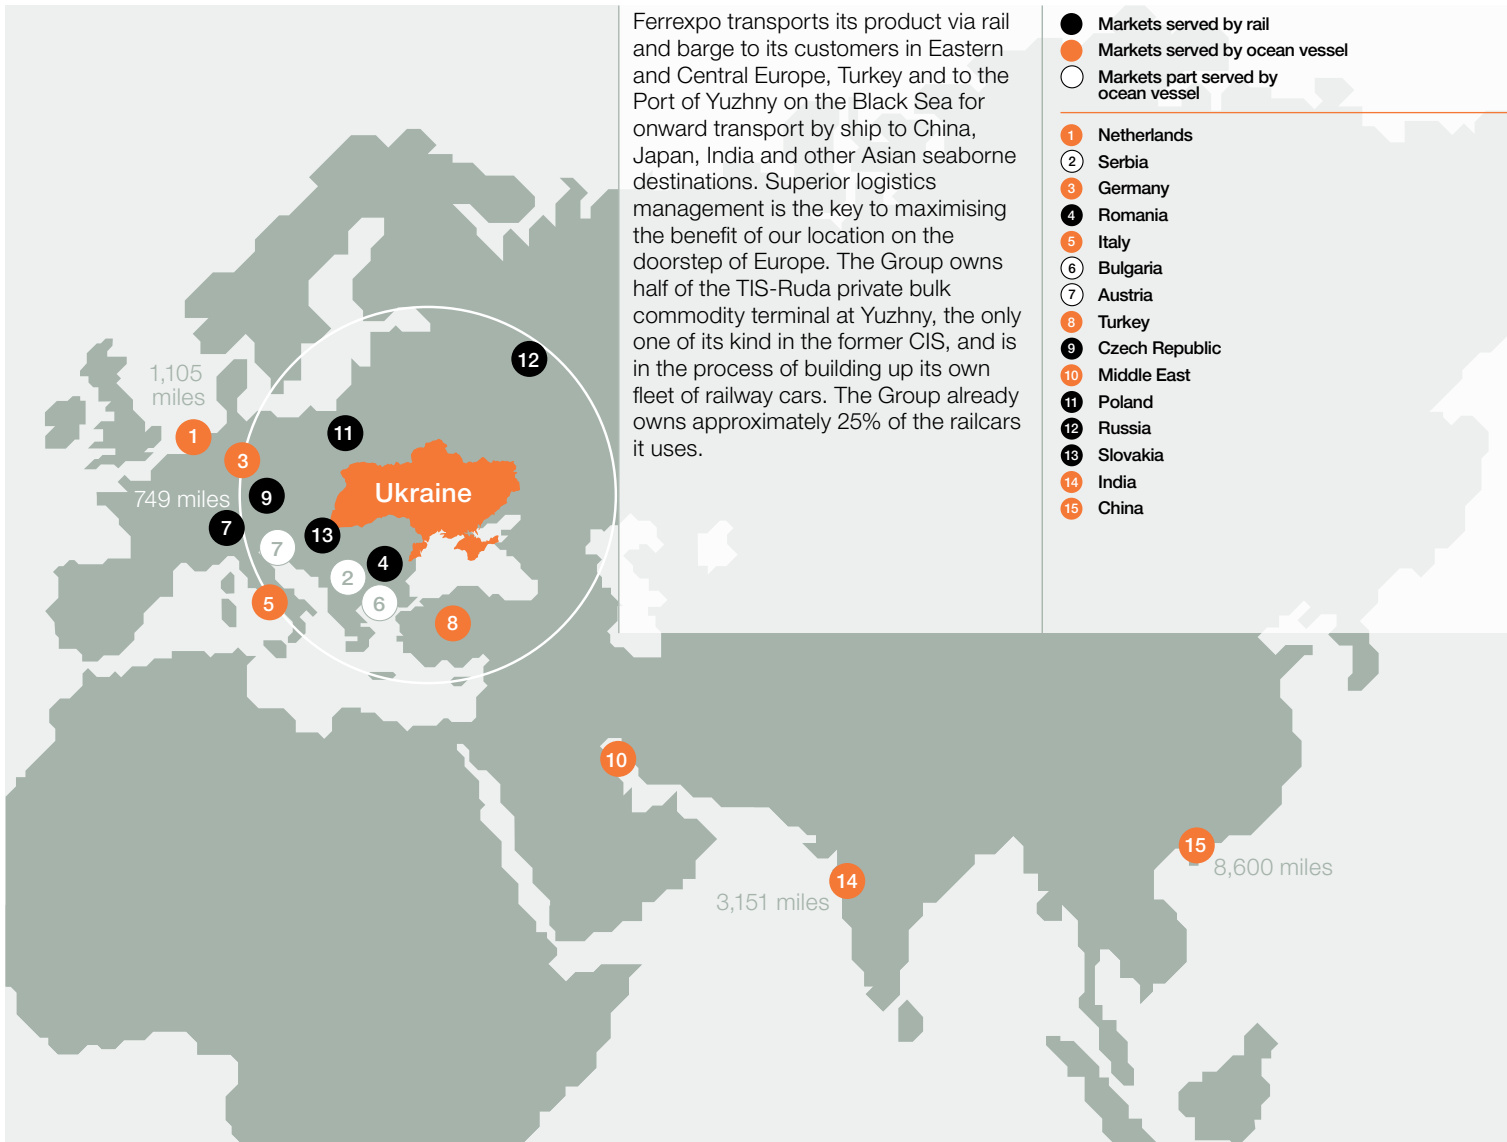 Ferrexpo transports its product via rail
and barge to its customers in Eastern
and Central Europe, Turkey and to the
Port of Yuzhny on the Black Sea for
onward transport by ship to China,
Japan, India and other Asian seaborne
destinations. Superior logistics
management is the key to maximising
the benefit of our location on the
doorstep of Europe. The Group owns
half of the TIS-Ruda private bulk
commodity terminal at Yuzhny, the only
one of its kind in the former CIS, and is
in the process of building up its own
fleet of railway cars. The Group already
owns approximately 25% of the railcars
it uses.
Markets served by rail
Markets served by ocean vessel
Markets part served by
ocean vessel
1 Netherlands
2 Serbia
3 Germany
4 Romania
5 Italy
6 Bulgaria
7 Austria
8 Turkey
9 Czech Republic
10 Middle East
11 Poland
12 Russia
13 Slovakia
14 India
15 China
12
1,105
miles
1
11
3
749 miles
9
Ukraine
7
13
7
4
2
5
6
8
10
15
8,600 miles
14
3,151 miles